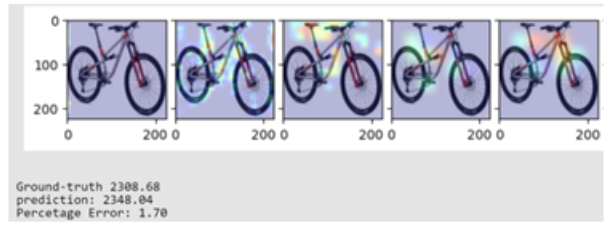 0
100
200
0 200 0 200 0 200 0 200 0 200
Ground-truth 2308.68
prediction: 2348.04
Percetage Error: 1.70